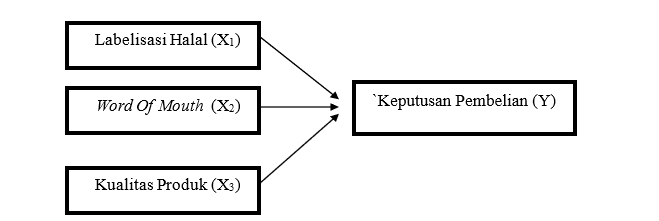 Labelisasi Halal (X₁)
Word Of Mouth (X₂)
`Keputusan Pembelian (Y)
Kualitas Produk (X₃)